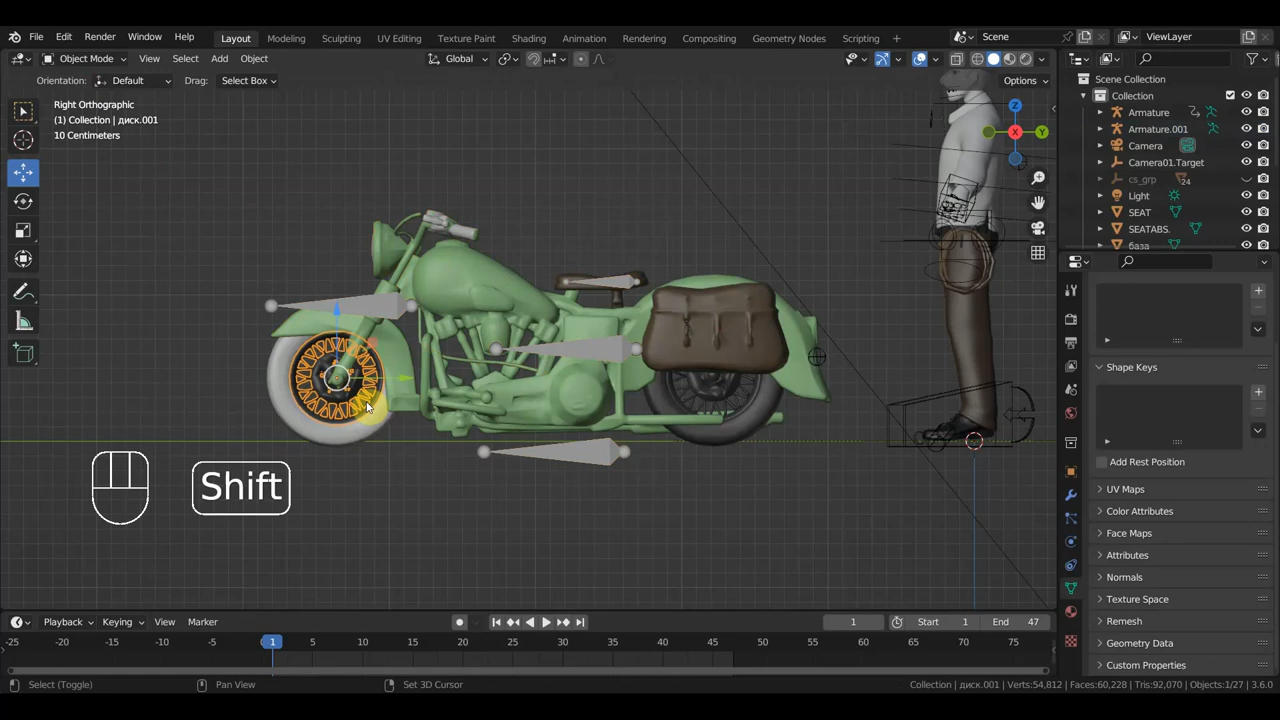 File Edit Render Window Help Layout Modeling Sculpting UV Editing Texture Paint Shading Animation Rendering Compositing Geometry Nodes Scripting + Scene ViewLayer
Object Mode View Select Add Object Global
Orientation: Default Drag: Select Box Options
Right Orthographic
(1) Collection | диск.001
10 Centimeters
Z
X
Y
Scene Collection
Collection
Armature
Armature.001
Camera
Camera01.Target
cs_grp 24
Light
SEAT
SEATABS.
база
Shape Keys
Add Rest Position
UV Maps
Color Attributes
Face Maps
Attributes
Normals
Texture Space
Remesh
Geometry Data
Custom Properties
Shift
Playback Keying View Marker 1 Start 1 End 47
-25 -20 -15 -10 -5 1 5 10 15 20 25 30 35 40 45 50 55 60 65 70 75
Select (Toggle) Pan View Set 3D Cursor Collection | диск.001 | Verts:54,812 | Faces:60,228 | Tris:92,070 | Objects:1/27 | 3.6.0